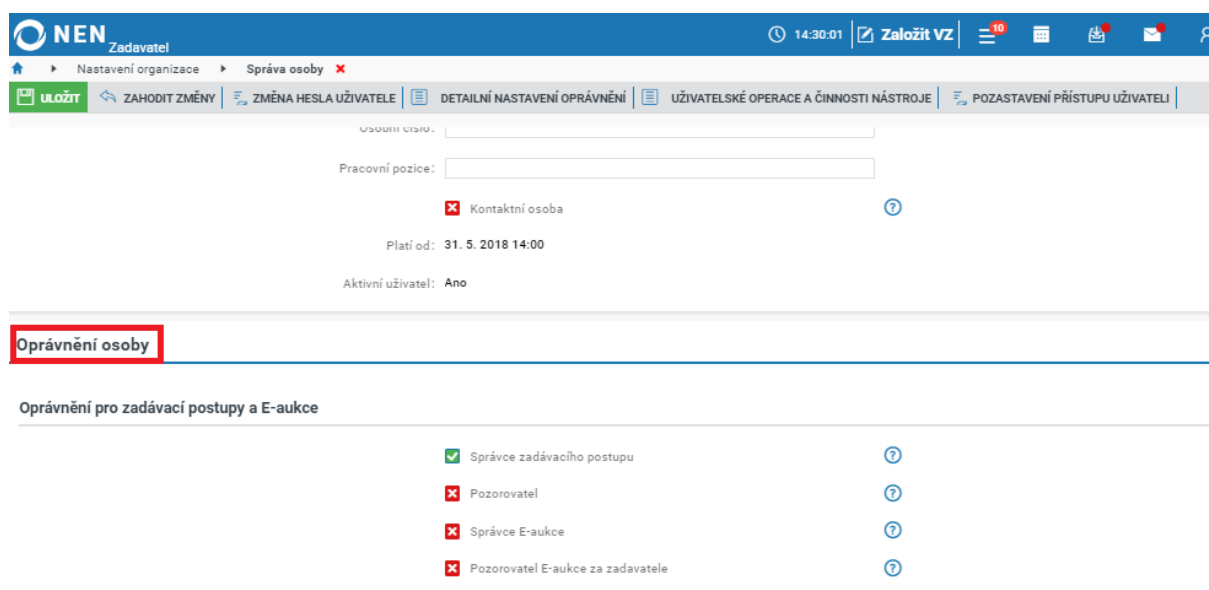 NEN Zadavatel 14:30:01 Založit VZ 10
Nastavení organizace Správa osoby
ULOŽIT ZAHODIT ZMĚNY ZMĚNA HESLA UŽIVATELE DETAILNÍ NASTAVENÍ OPRÁVNĚNÍ UŽIVATELSKÉ OPERACE A ČINNOSTI NÁSTROJE POZASTAVENÍ PŘÍSTUPU UŽIVATELI
Osobní číslo:
Pracovní pozice:
Kontaktní osoba
Platí od: 31. 5. 2018 14:00
Aktivní uživatel: Ano
Oprávnění osoby
Oprávnění pro zadávací postupy a E-aukce
Správce zadávacího postupu
Pozorovatel
Správce E-aukce
Pozorovatel E-aukce za zadavatele